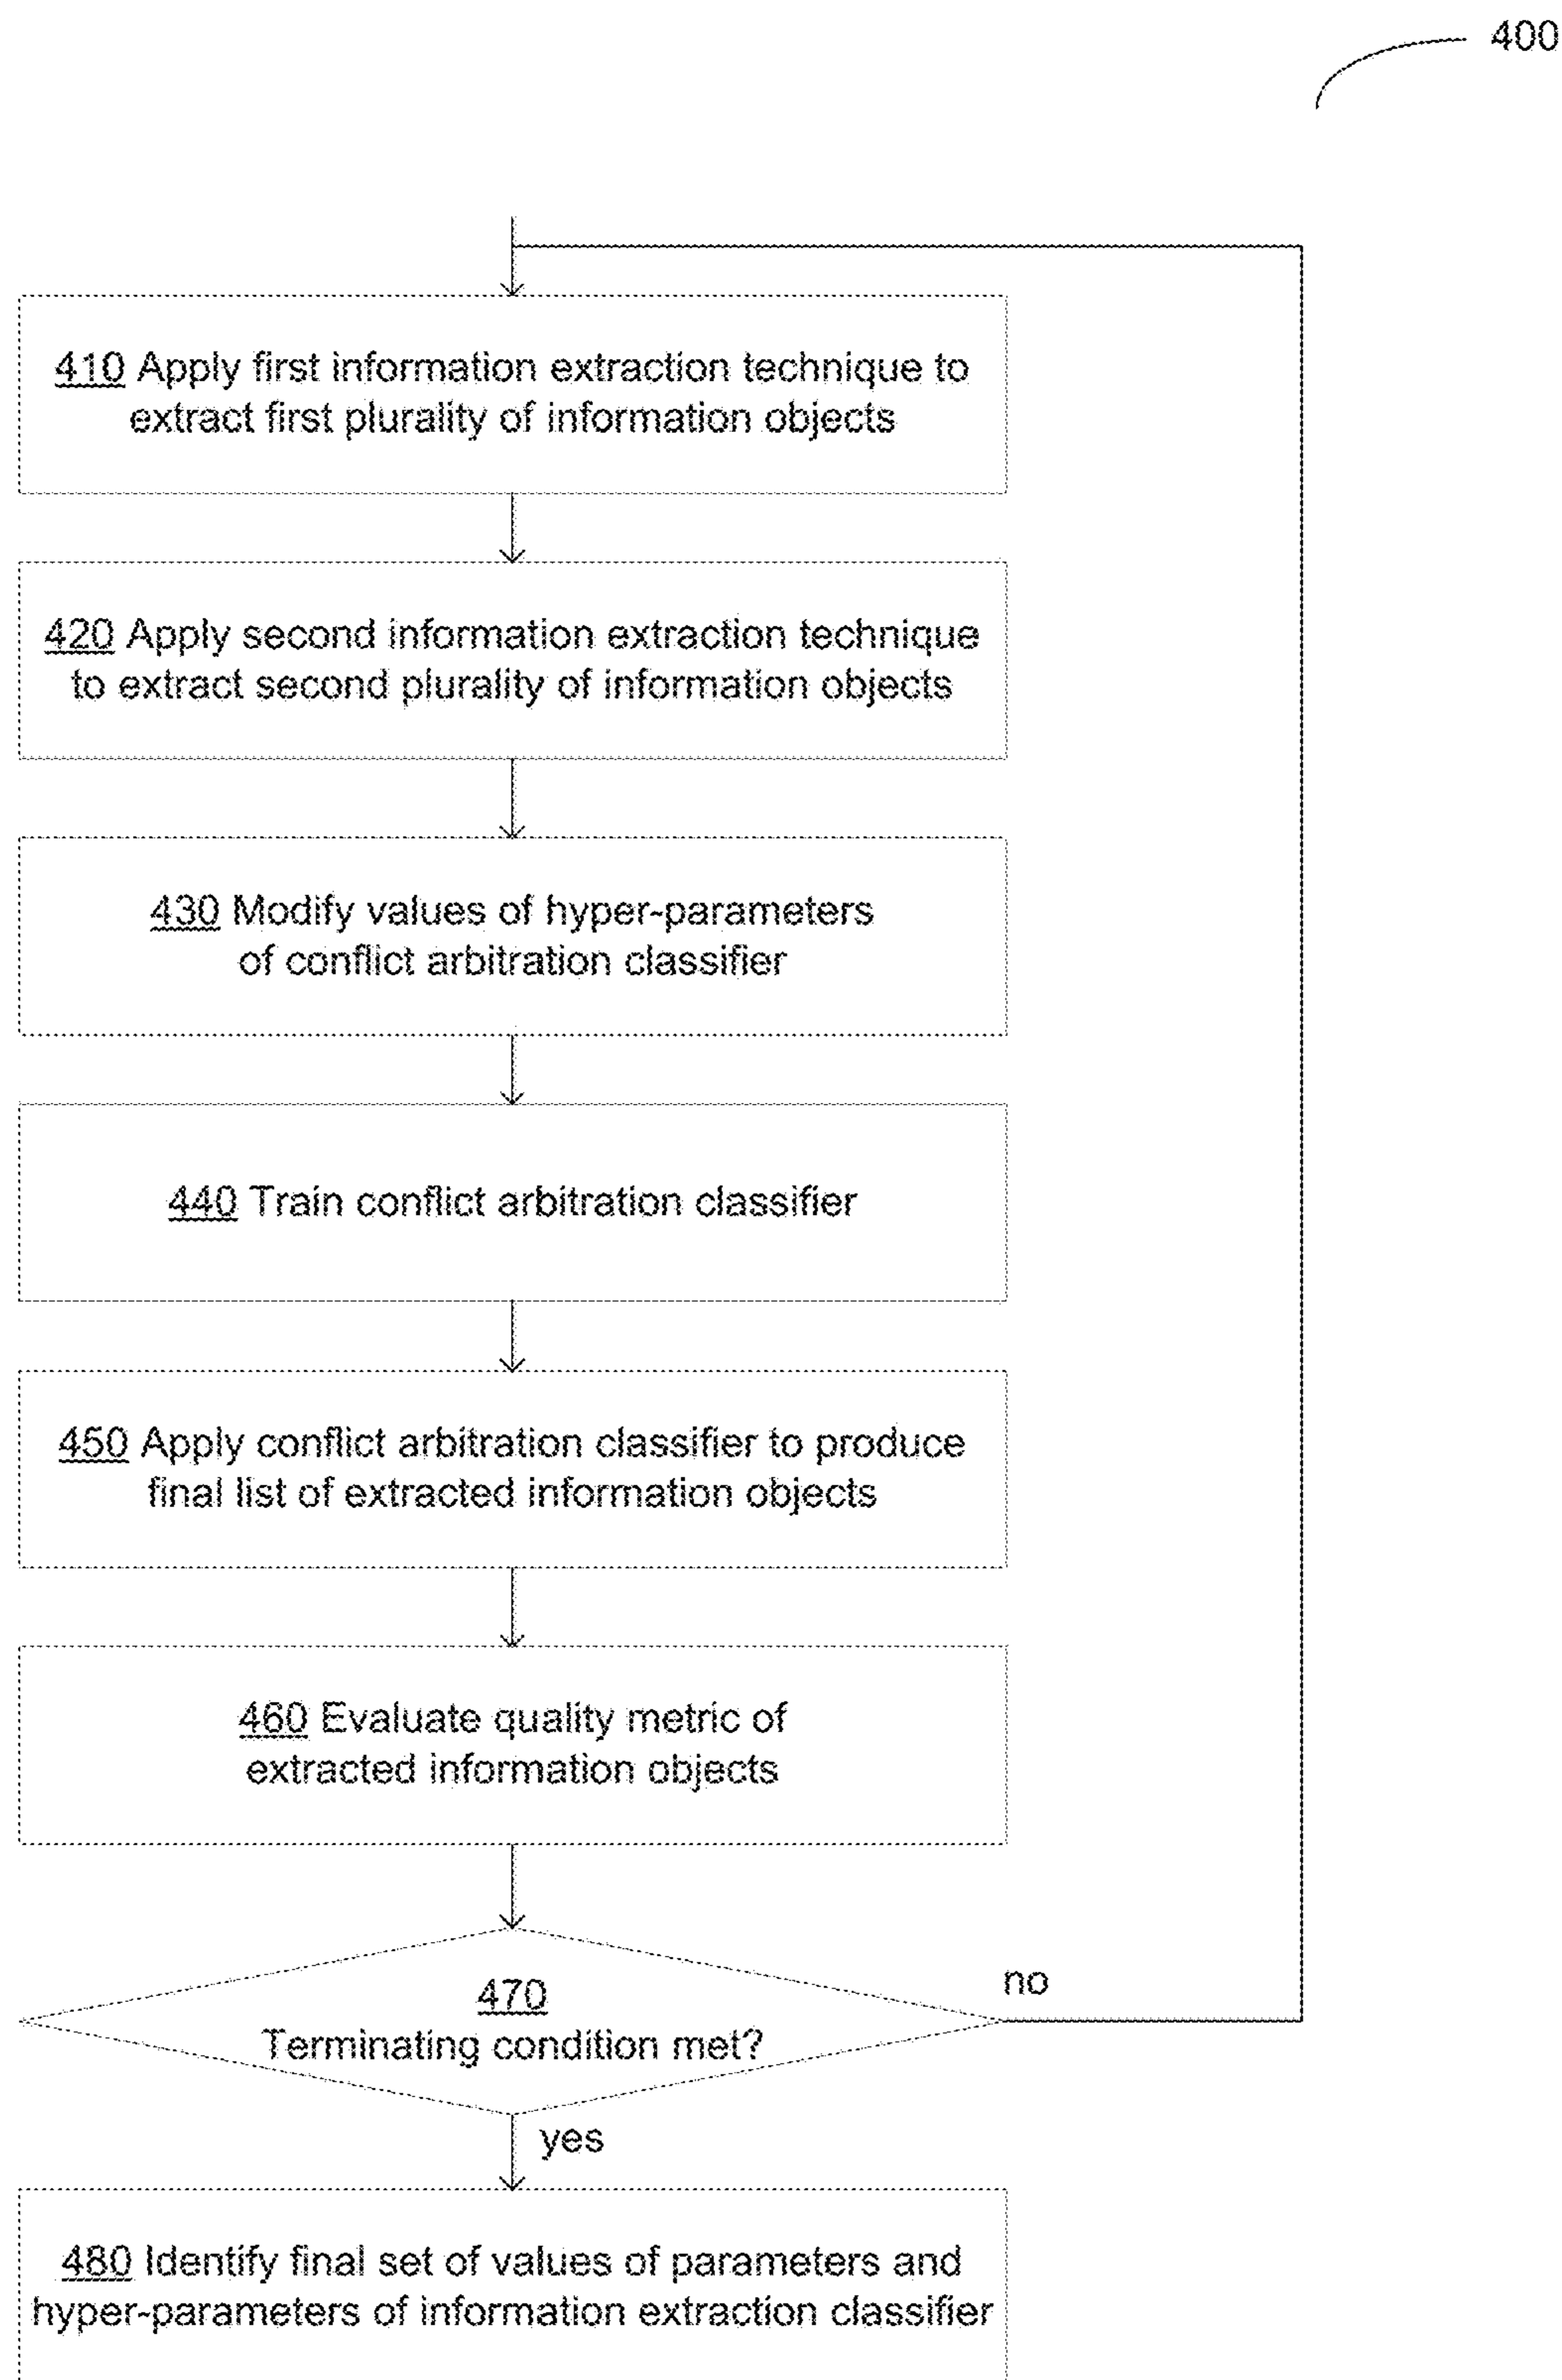 400
410 Apply first information extraction technique to
extract first plurality of information objects
420 Apply second information extraction technique
to extract second plurality of information objects
430 Modify values of hyper-parameters
of conflict arbitration classifier
440 Train conflict arbitration classifier
450 Apply conflict arbitration classifier to produce
final list of extracted information objects
460 Evaluate quality metric of
extracted information objects
470
Terminating condition met?
no
yes
480 Identify final set of values of parameters and
hyper-parameters of information extraction classifier